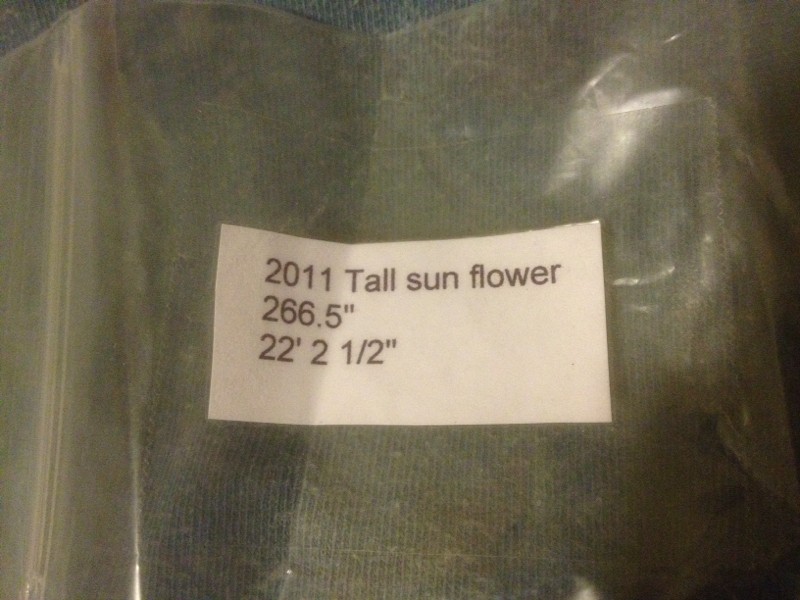 2011 Tall sun flower
266.5"
22' 2 1/2"